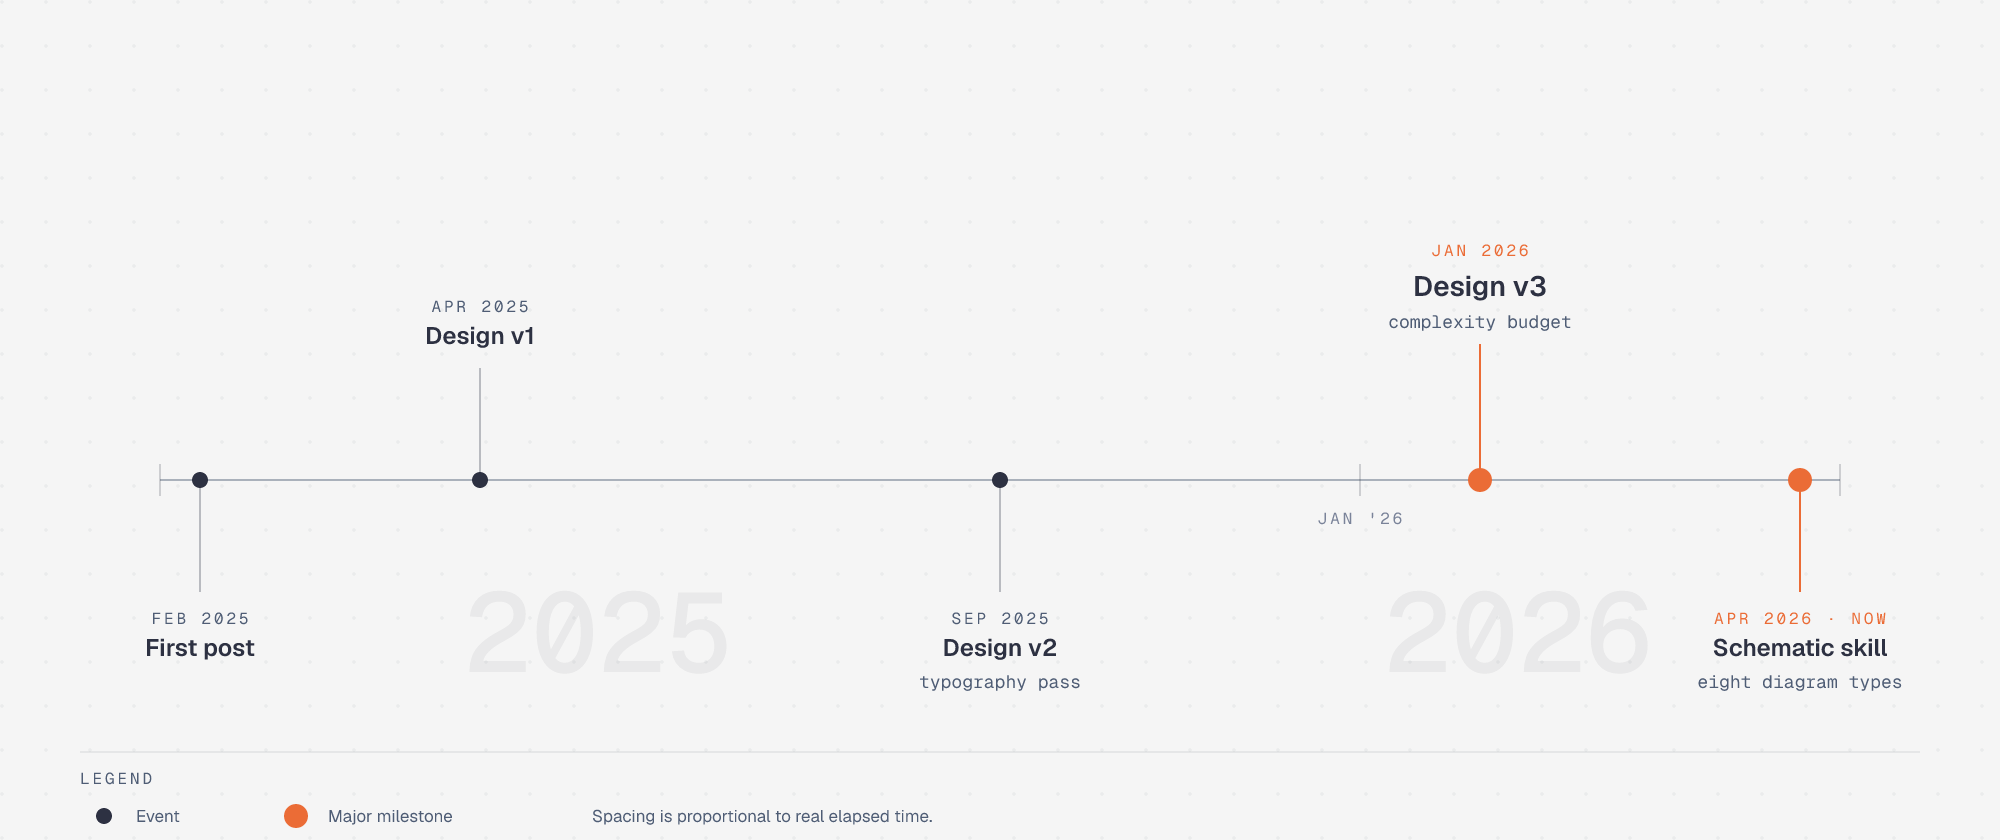 JAN 2026
Design v3
complexity budget
APR 2025
Design v1
JAN '26
FEB 2025
First post
2025
SEP 2025
Design v2
typography pass
2026
APR 2026 · NOW
Schematic skill
eight diagram types
LEGEND
Event
Major milestone
Spacing is proportional to real elapsed time.